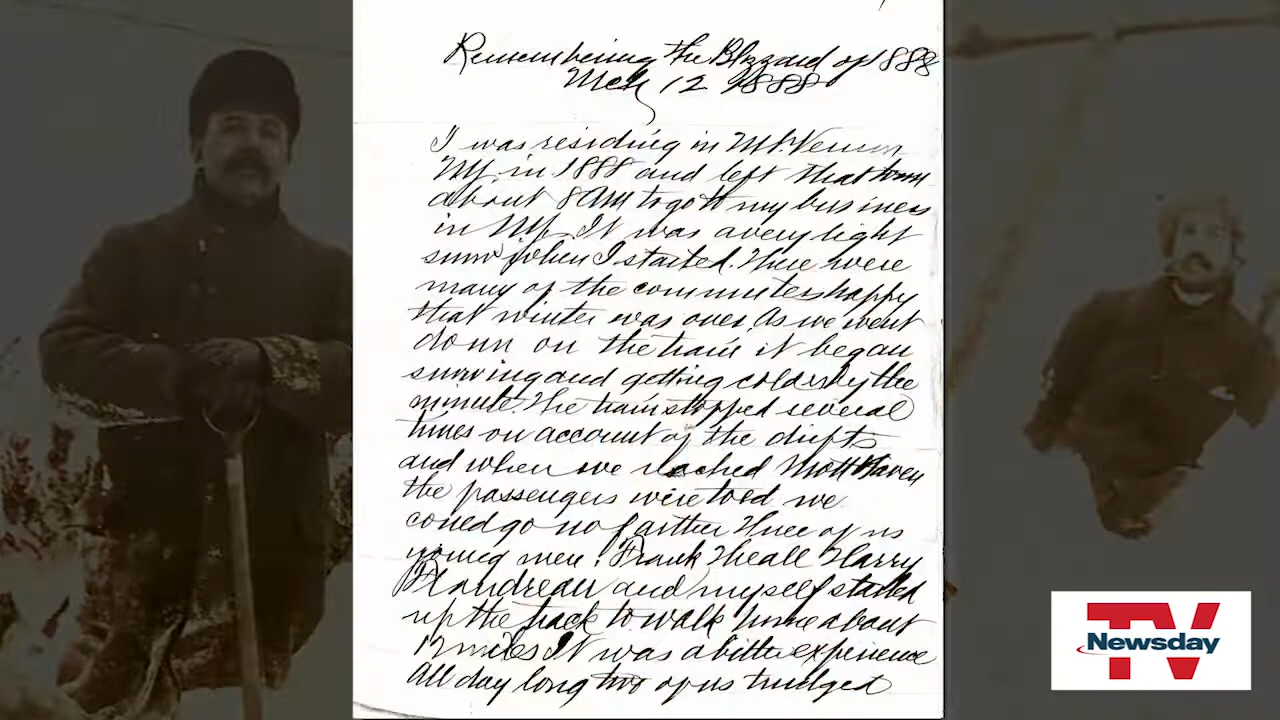 Remembering the Blizzard of 1888
Mch 12 1888
I was residing in Mt. Vernon
NY. in 1888 and left that town
about 8 AM to go to my business
in NY. It was a very light
snow when I started. There were
many of the commuters happy
that winter was over. As we went
down on the train it began
snowing and getting colder by the
minute. The train stopped several
times on account of the drifts
and when we reached Mott Haven
the passengers were told we
could go no farther Three of us
young men! Frank Theall Harry
Flandreau and myself started
up the track to walk home about
12 miles It was a bitter experience
All day long two of us trudged
TV
Newsday